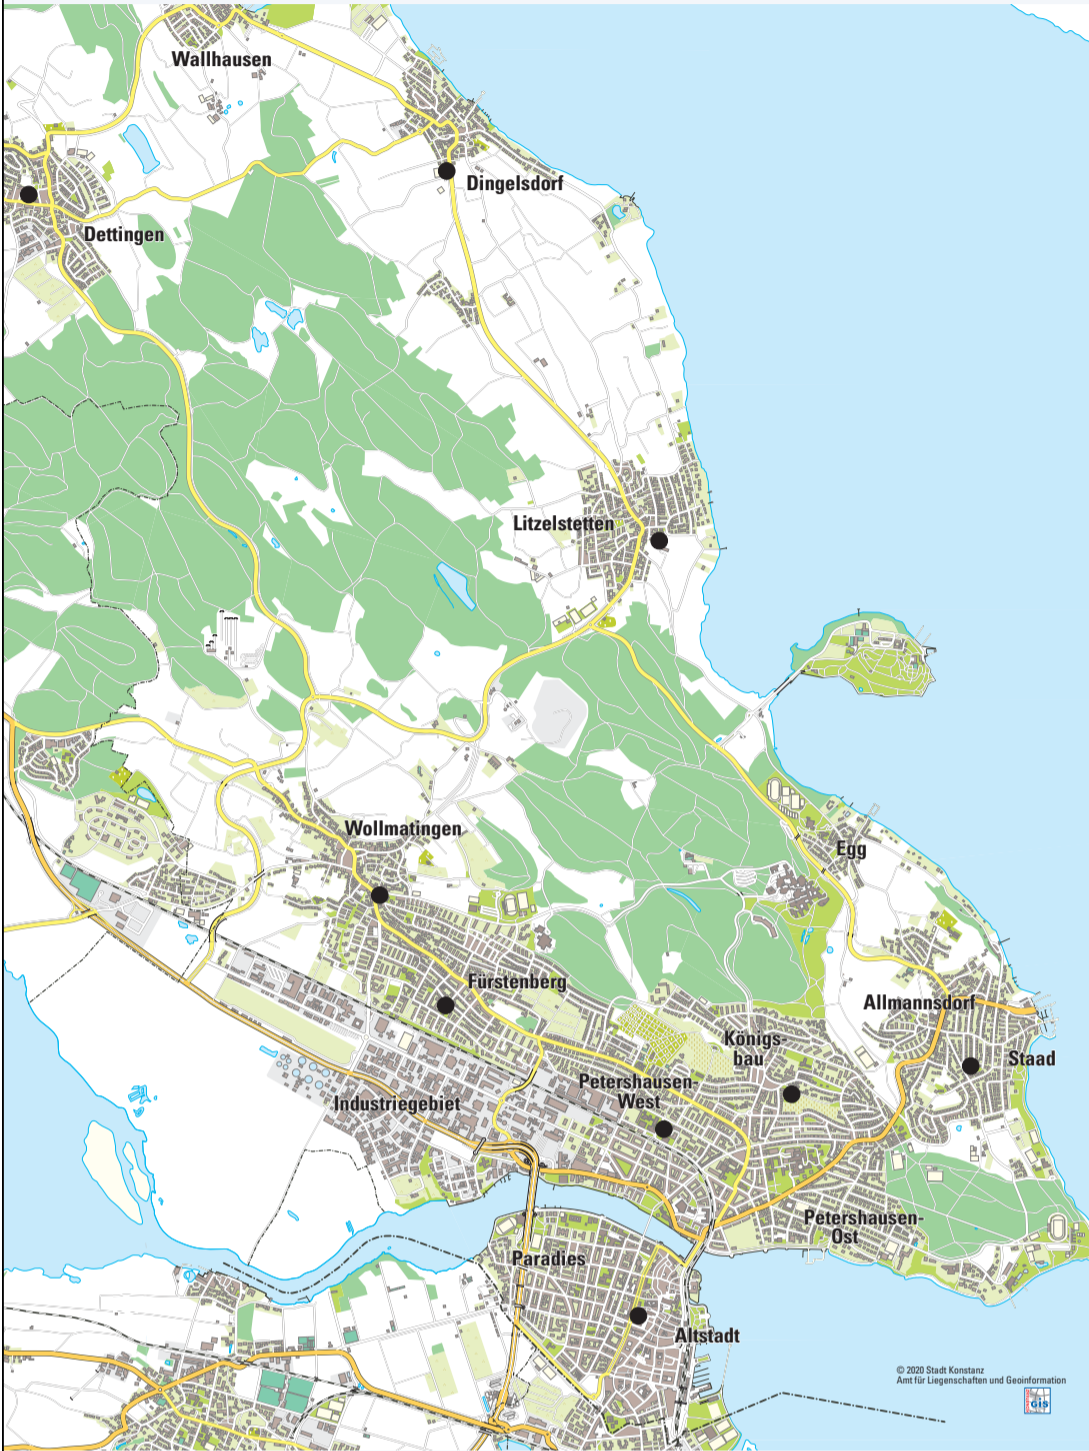 Wallhausen
Dingelsdorf
Dettingen
Litzelstetten
Wollmatingen
Egg
Fürstenberg
Allmannsdorf
Königs-
bau
Staad
Petershausen-
West
Industriegebiet
Petershausen-
Ost
Paradies
Altstadt
© 2020 Stadt Konstanz
Amt für Liegenschaften und Geoinformation
GIS